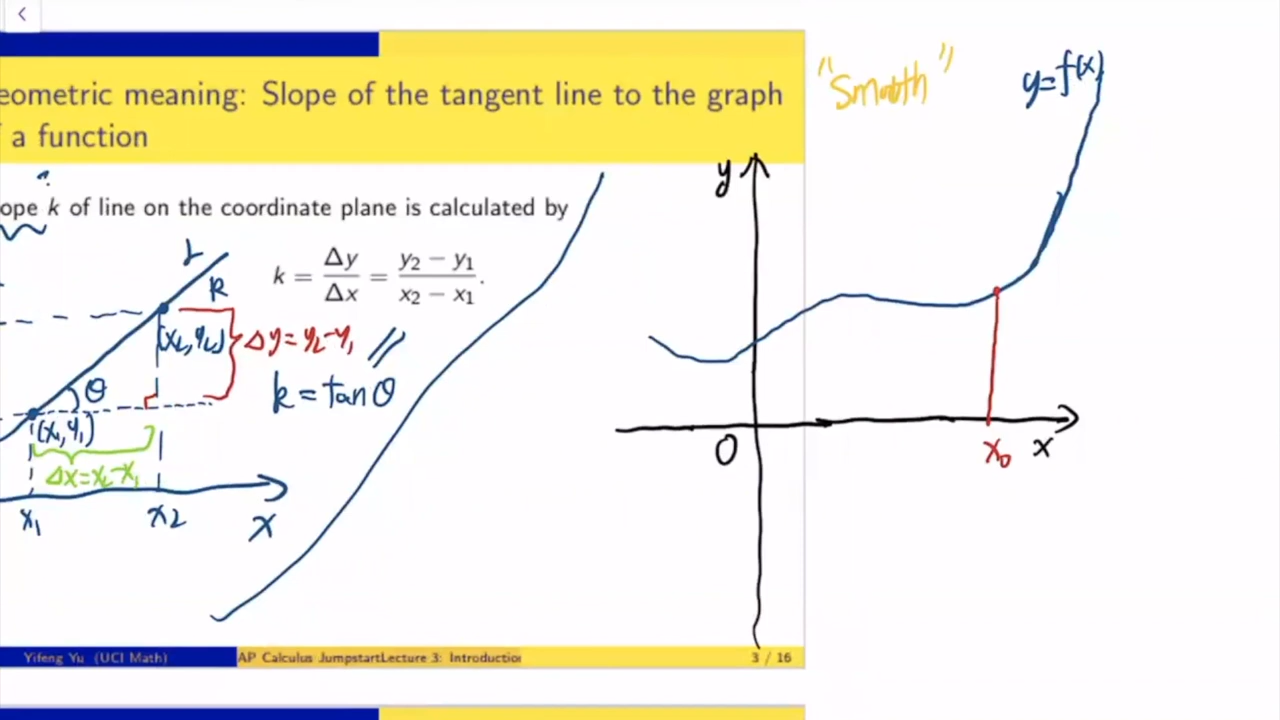 eometric meaning: Slope of the tangent line to the graph
f a function
"Smooth"
y=f(x)
ope k of line on the coordinate plane is calculated by
k = Δy/Δx = (y₂ − y₁)/(x₂ − x₁).
L
k
(x₂, y₂)
Δy = y₂-y₁
k = tan θ
θ
(x₁, y₁)
Δx = x₂-x₁
x₁
x2
x
y
O
x₀
x
Yifeng Yu (UCI Math)
AP Calculus JumpstartLecture 3: Introduction
3 / 16